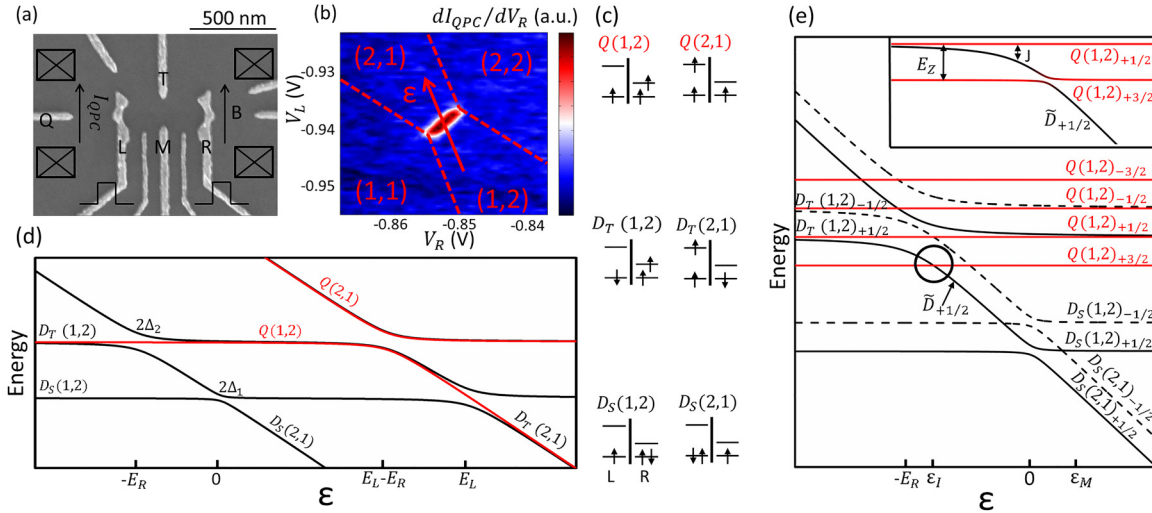 (a)
500 nm
T
I_QPC
B
Q
L
M
R
(b)
dI_QPC/dV_R (a.u.)
(2,1)
(2,2)
ε
(1,1)
(1,2)
V_L (V)
-0.93
-0.94
-0.95
-0.86
-0.85
-0.84
V_R (V)
(c)
Q(1,2)
Q(2,1)
D_T (1,2)
D_T(2,1)
D_S(1,2)
D_S(2,1)
L
R
(d)
Energy
2Δ_2
D_T (1,2)
Q(1,2)
Q(2,1)
D_S(1,2)
2Δ_1
D_S(2,1)
D_T (2,1)
-E_R
0
E_L-E_R
E_L
ε
(e)
E_Z
J
Q(1,2)_{+1/2}
Q(1,2)_{+3/2}
D̃_{+1/2}
Q(1,2)_{-3/2}
D_T (1,2)_{-1/2}
Q(1,2)_{-1/2}
D_T (1,2)_{+1/2}
Q(1,2)_{+1/2}
Q(1,2)_{+3/2}
D̃_{+1/2}
D_S(1,2)_{-1/2}
D_S(1,2)_{+1/2}
D_S(2,1)_{-1/2}
D_S(2,1)_{+1/2}
Energy
-E_R
ε_I
0
ε_M
ε